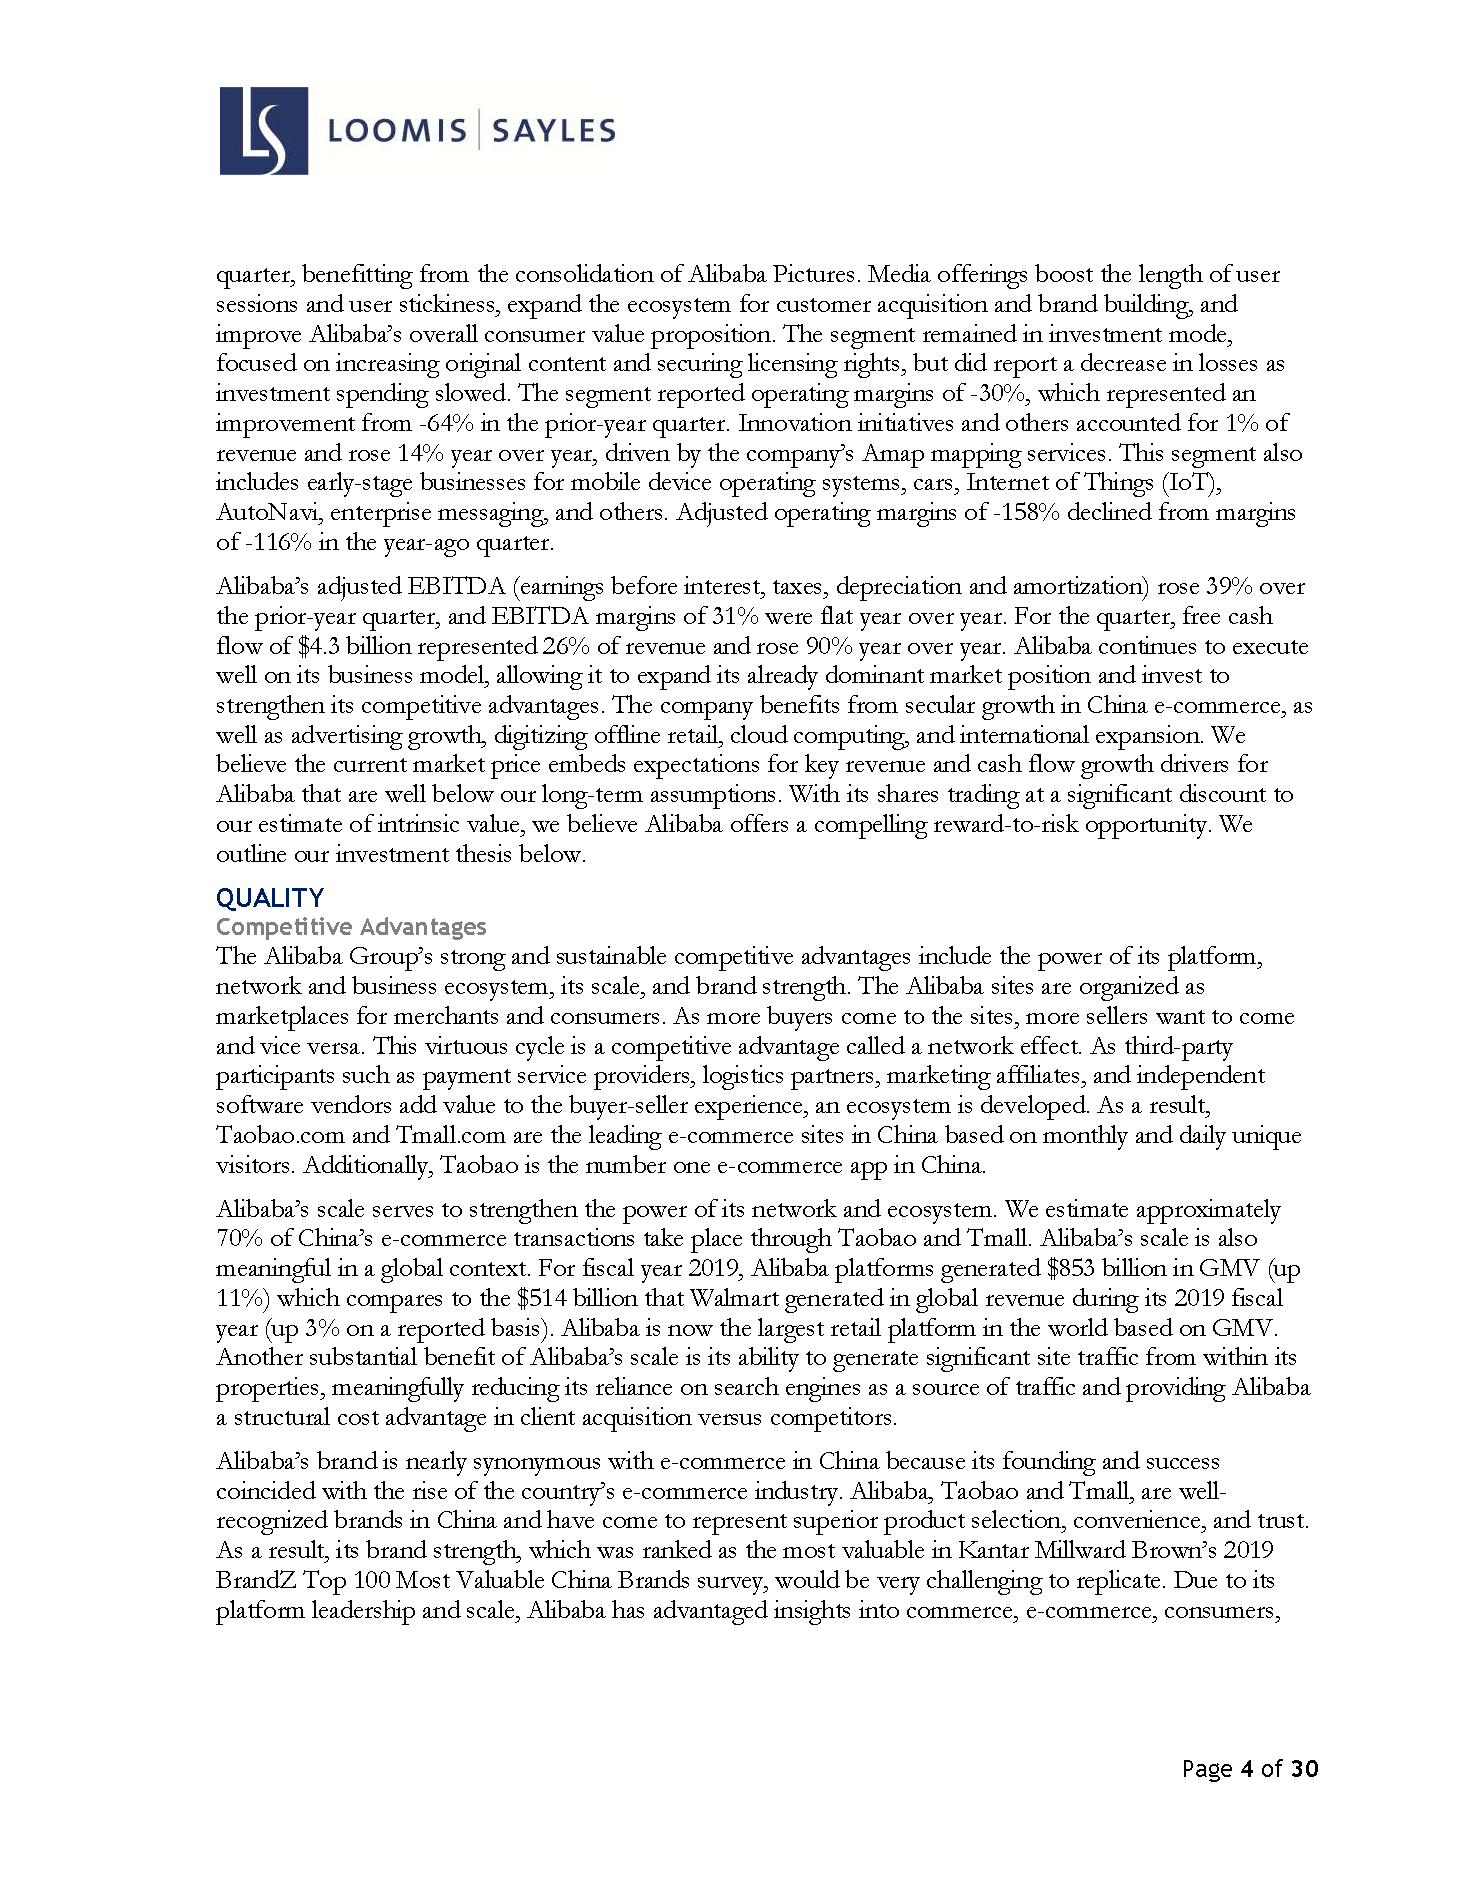 LS LOOMIS | SAYLES
quarter, benefitting from the consolidation of Alibaba Pictures. Media offerings boost the length of user
sessions and user stickiness, expand the ecosystem for customer acquisition and brand building, and
improve Alibaba’s overall consumer value proposition. The segment remained in investment mode,
focused on increasing original content and securing licensing rights, but did report a decrease in losses as
investment spending slowed. The segment reported operating margins of -30%, which represented an
improvement from -64% in the prior-year quarter. Innovation initiatives and others accounted for 1% of
revenue and rose 14% year over year, driven by the company’s Amap mapping services. This segment also
includes early-stage businesses for mobile device operating systems, cars, Internet of Things (IoT),
AutoNavi, enterprise messaging, and others. Adjusted operating margins of -158% declined from margins
of -116% in the year-ago quarter.
Alibaba’s adjusted EBITDA (earnings before interest, taxes, depreciation and amortization) rose 39% over
the prior-year quarter, and EBITDA margins of 31% were flat year over year. For the quarter, free cash
flow of $4.3 billion represented 26% of revenue and rose 90% year over year. Alibaba continues to execute
well on its business model, allowing it to expand its already dominant market position and invest to
strengthen its competitive advantages. The company benefits from secular growth in China e-commerce, as
well as advertising growth, digitizing offline retail, cloud computing, and international expansion. We
believe the current market price embeds expectations for key revenue and cash flow growth drivers for
Alibaba that are well below our long-term assumptions. With its shares trading at a significant discount to
our estimate of intrinsic value, we believe Alibaba offers a compelling reward-to-risk opportunity. We
outline our investment thesis below.
QUALITY
Competitive Advantages
The Alibaba Group’s strong and sustainable competitive advantages include the power of its platform,
network and business ecosystem, its scale, and brand strength. The Alibaba sites are organized as
marketplaces for merchants and consumers. As more buyers come to the sites, more sellers want to come
and vice versa. This virtuous cycle is a competitive advantage called a network effect. As third-party
participants such as payment service providers, logistics partners, marketing affiliates, and independent
software vendors add value to the buyer-seller experience, an ecosystem is developed. As a result,
Taobao.com and Tmall.com are the leading e-commerce sites in China based on monthly and daily unique
visitors. Additionally, Taobao is the number one e-commerce app in China.
Alibaba’s scale serves to strengthen the power of its network and ecosystem. We estimate approximately
70% of China’s e-commerce transactions take place through Taobao and Tmall. Alibaba’s scale is also
meaningful in a global context. For fiscal year 2019, Alibaba platforms generated $853 billion in GMV (up
11%) which compares to the $514 billion that Walmart generated in global revenue during its 2019 fiscal
year (up 3% on a reported basis). Alibaba is now the largest retail platform in the world based on GMV.
Another substantial benefit of Alibaba’s scale is its ability to generate significant site traffic from within its
properties, meaningfully reducing its reliance on search engines as a source of traffic and providing Alibaba
a structural cost advantage in client acquisition versus competitors.
Alibaba’s brand is nearly synonymous with e-commerce in China because its founding and success
coincided with the rise of the country’s e-commerce industry. Alibaba, Taobao and Tmall, are well-
recognized brands in China and have come to represent superior product selection, convenience, and trust.
As a result, its brand strength, which was ranked as the most valuable in Kantar Millward Brown’s 2019
BrandZ Top 100 Most Valuable China Brands survey, would be very challenging to replicate. Due to its
platform leadership and scale, Alibaba has advantaged insights into commerce, e-commerce, consumers,
Page 4 of 30